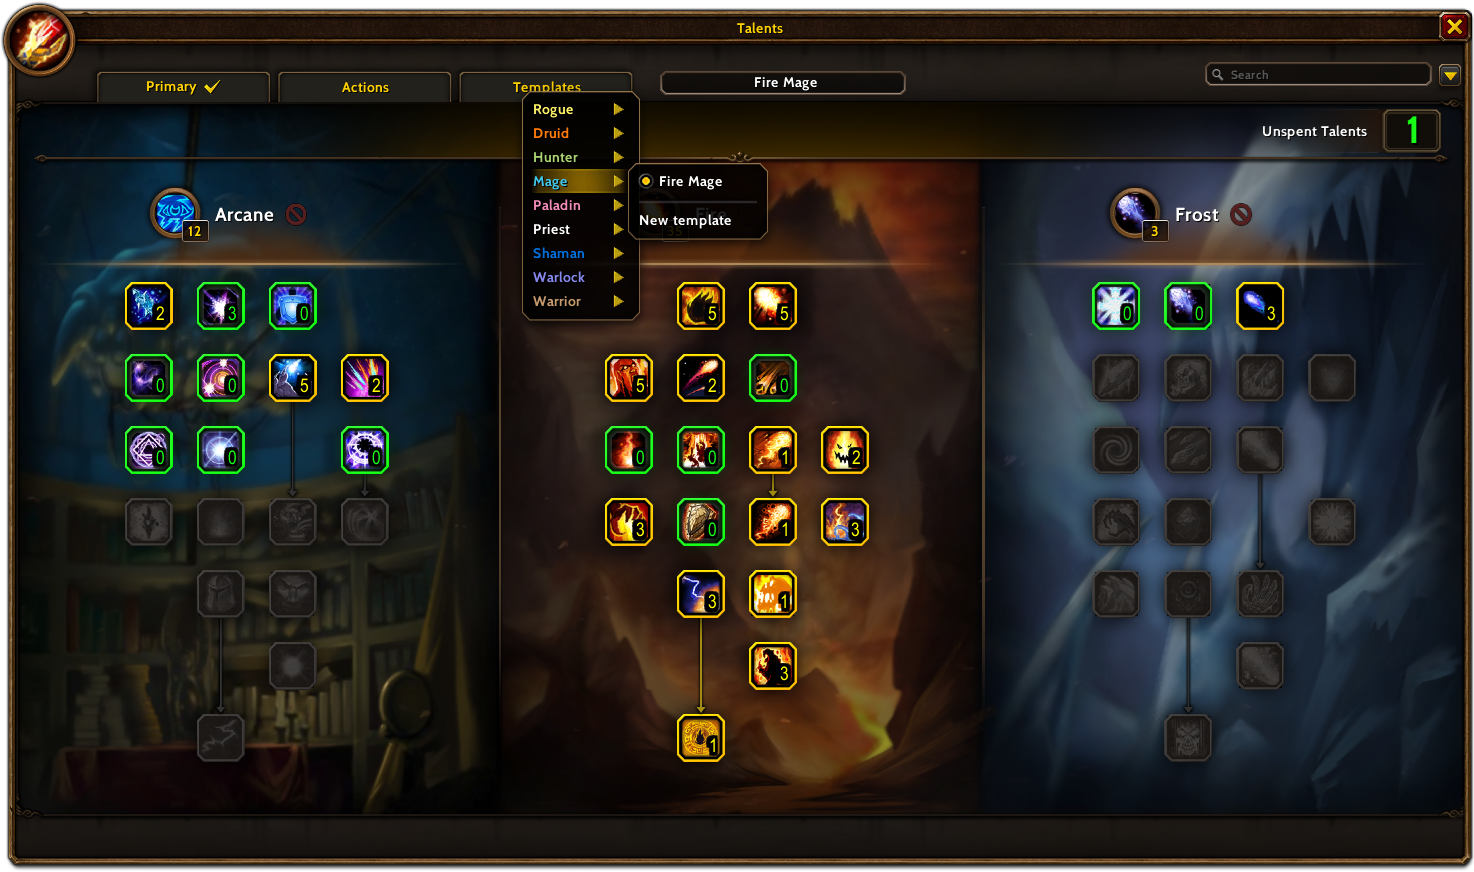 Talents
Primary
Actions
Templates
Fire Mage
Search
Unspent Talents
1
Rogue
Druid
Hunter
Mage
Paladin
Priest
Shaman
Warlock
Warrior
Fire Mage
New template
Arcane
12
Fire
35
Frost
3
2 3 0
5 5
0 0 3
0 0 5 2
5 2 0
0 0 0
0 0 1 2
3 0 1 3
3 1
3
1